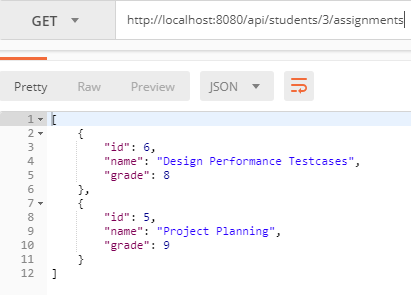 GET http://localhost:8080/api/students/3/assignments
Pretty Raw Preview JSON
1 [
2 {
3 "id": 6,
4 "name": "Design Performance Testcases",
5 "grade": 8
6 },
7 {
8 "id": 5,
9 "name": "Project Planning",
10 "grade": 9
11 }
12 ]